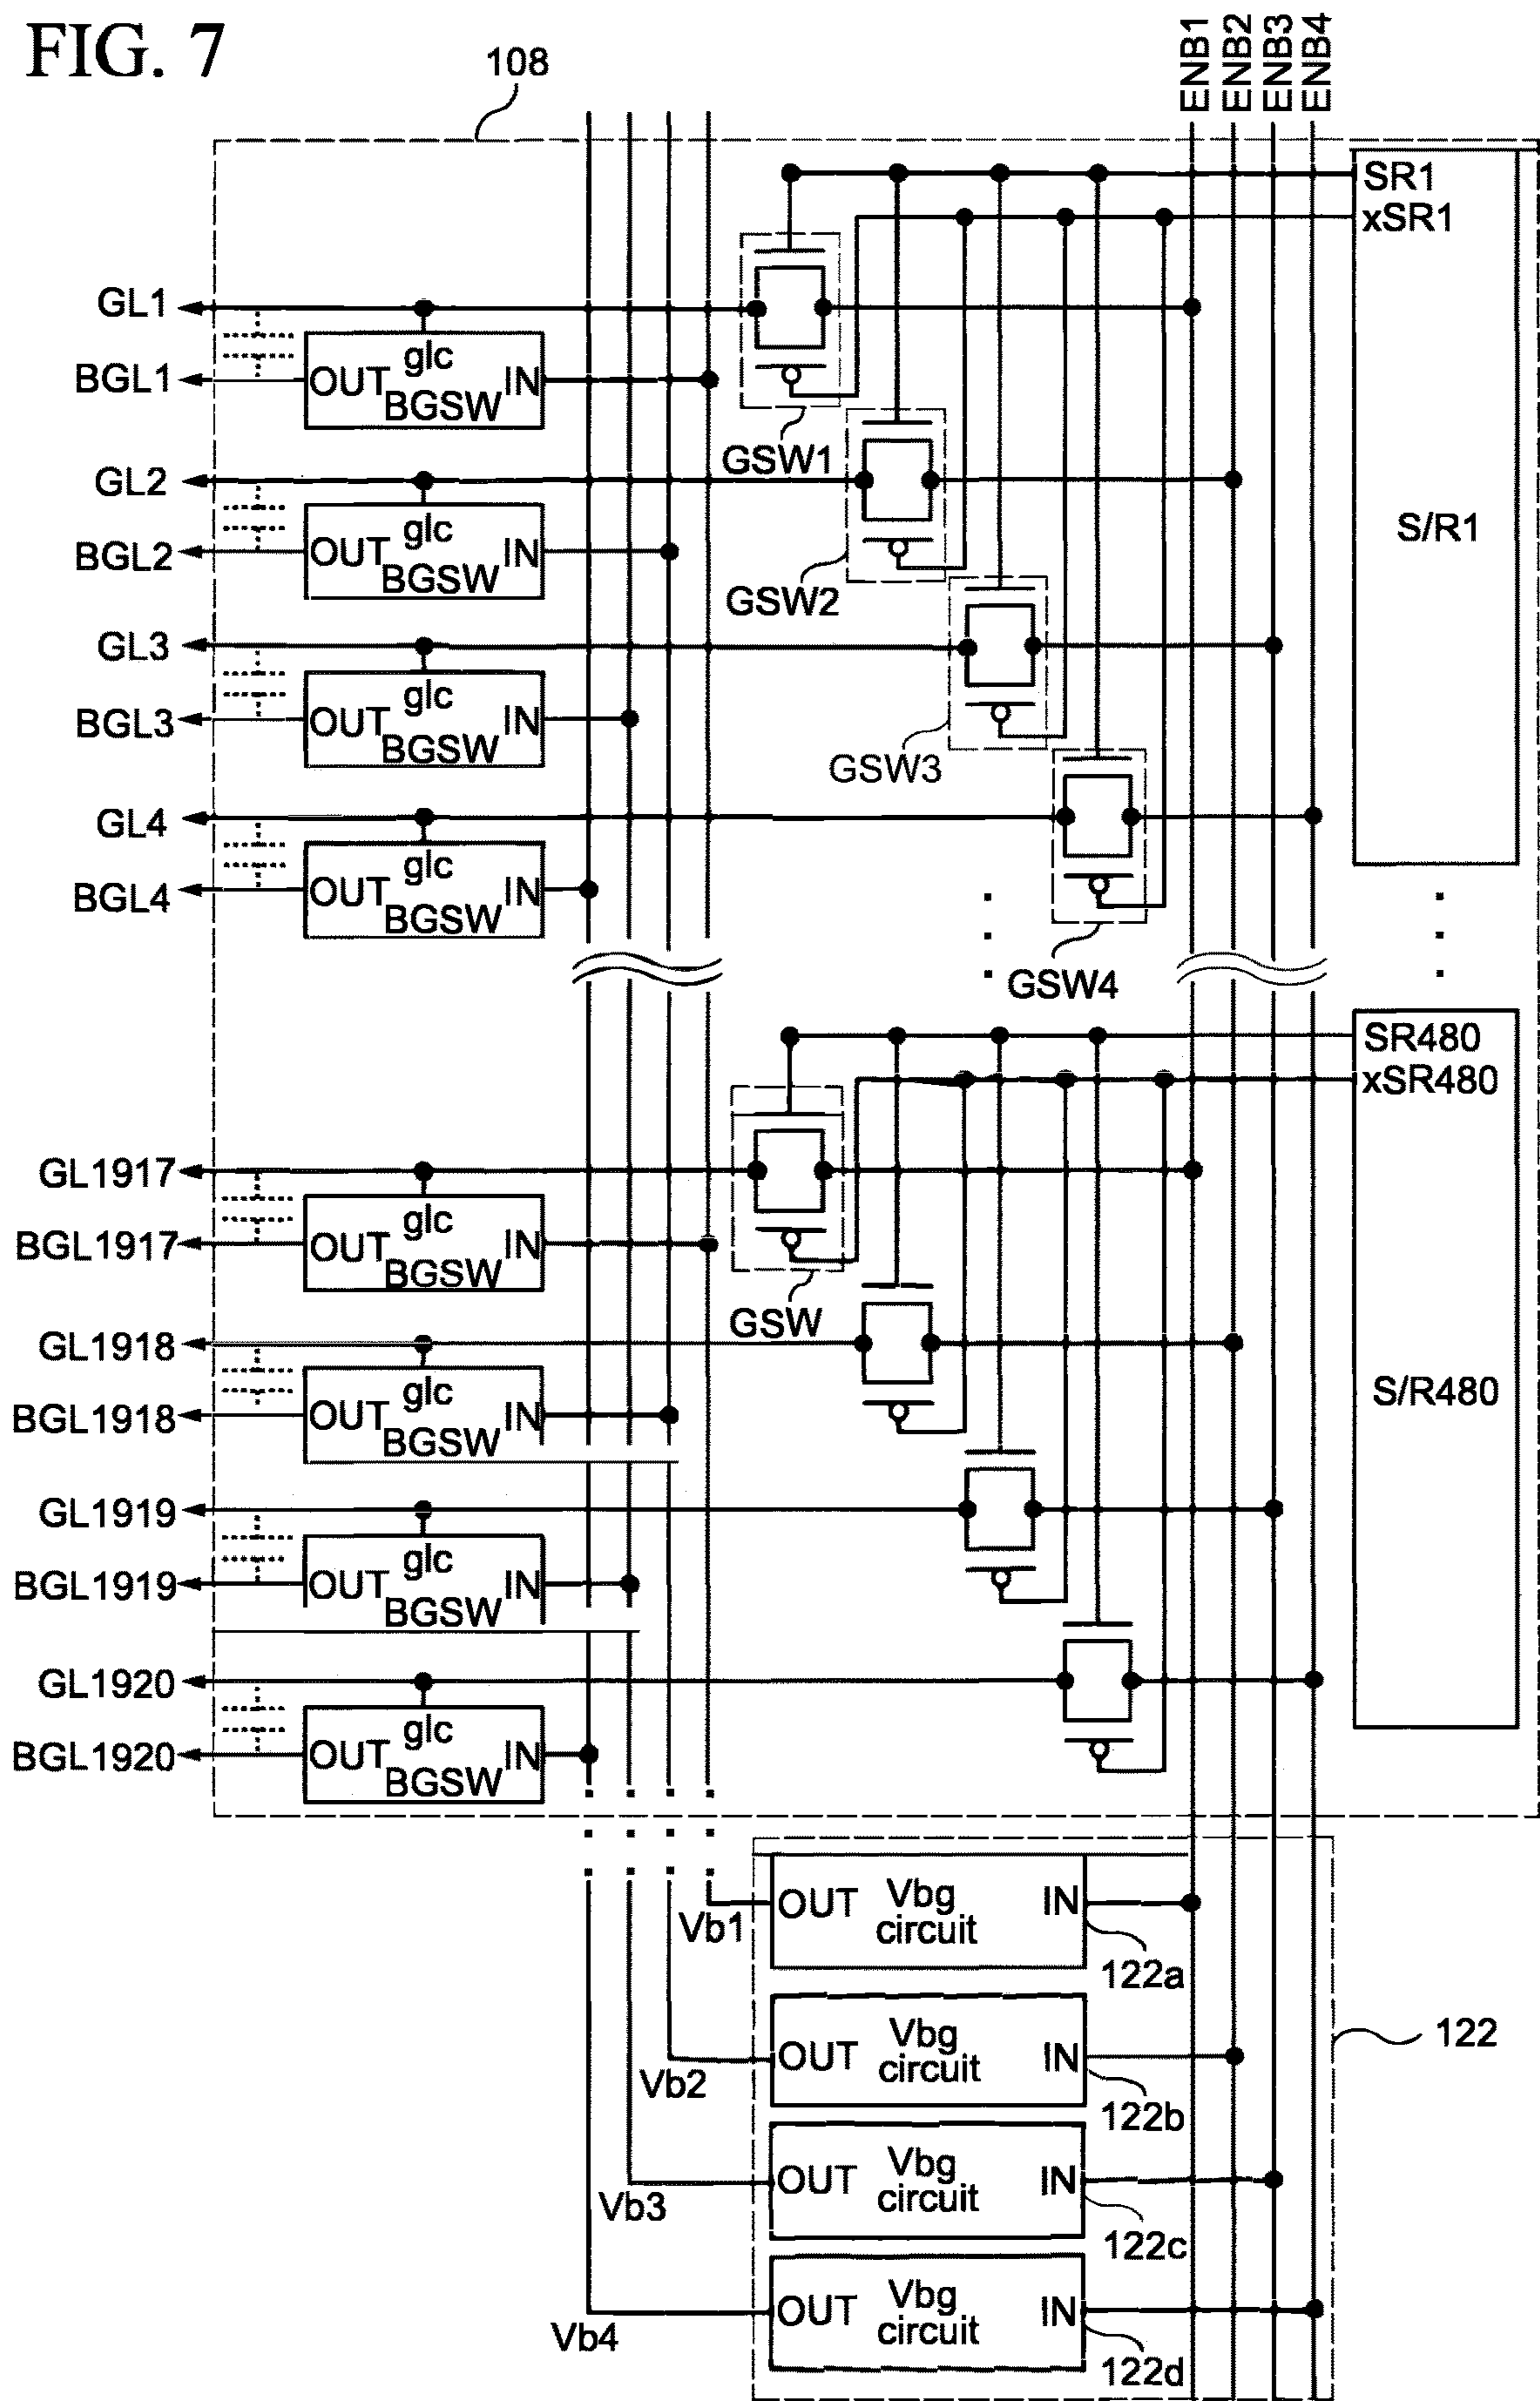 FIG. 7
108
ENB1
ENB2
ENB3
ENB4
SR1
xSR1
GL1
glc
OUT
BGSW
IN
BGL1
GSW1
GL2
glc
OUT
BGSW
IN
BGL2
GSW2
S/R1
GL3
glc
OUT
BGSW
IN
BGL3
GSW3
GL4
glc
OUT
BGSW
IN
BGL4
GSW4
SR480
xSR480
GL1917
glc
OUT
BGSW
IN
BGL1917
GSW
GL1918
glc
OUT
BGSW
IN
BGL1918
S/R480
GL1919
glc
OUT
BGSW
IN
BGL1919
GL1920
glc
OUT
BGSW
IN
BGL1920
Vb1
OUT
Vbg
circuit
IN
122a
Vb2
OUT
Vbg
circuit
IN
122b
122
Vb3
OUT
Vbg
circuit
IN
122c
Vb4
OUT
Vbg
circuit
IN
122d